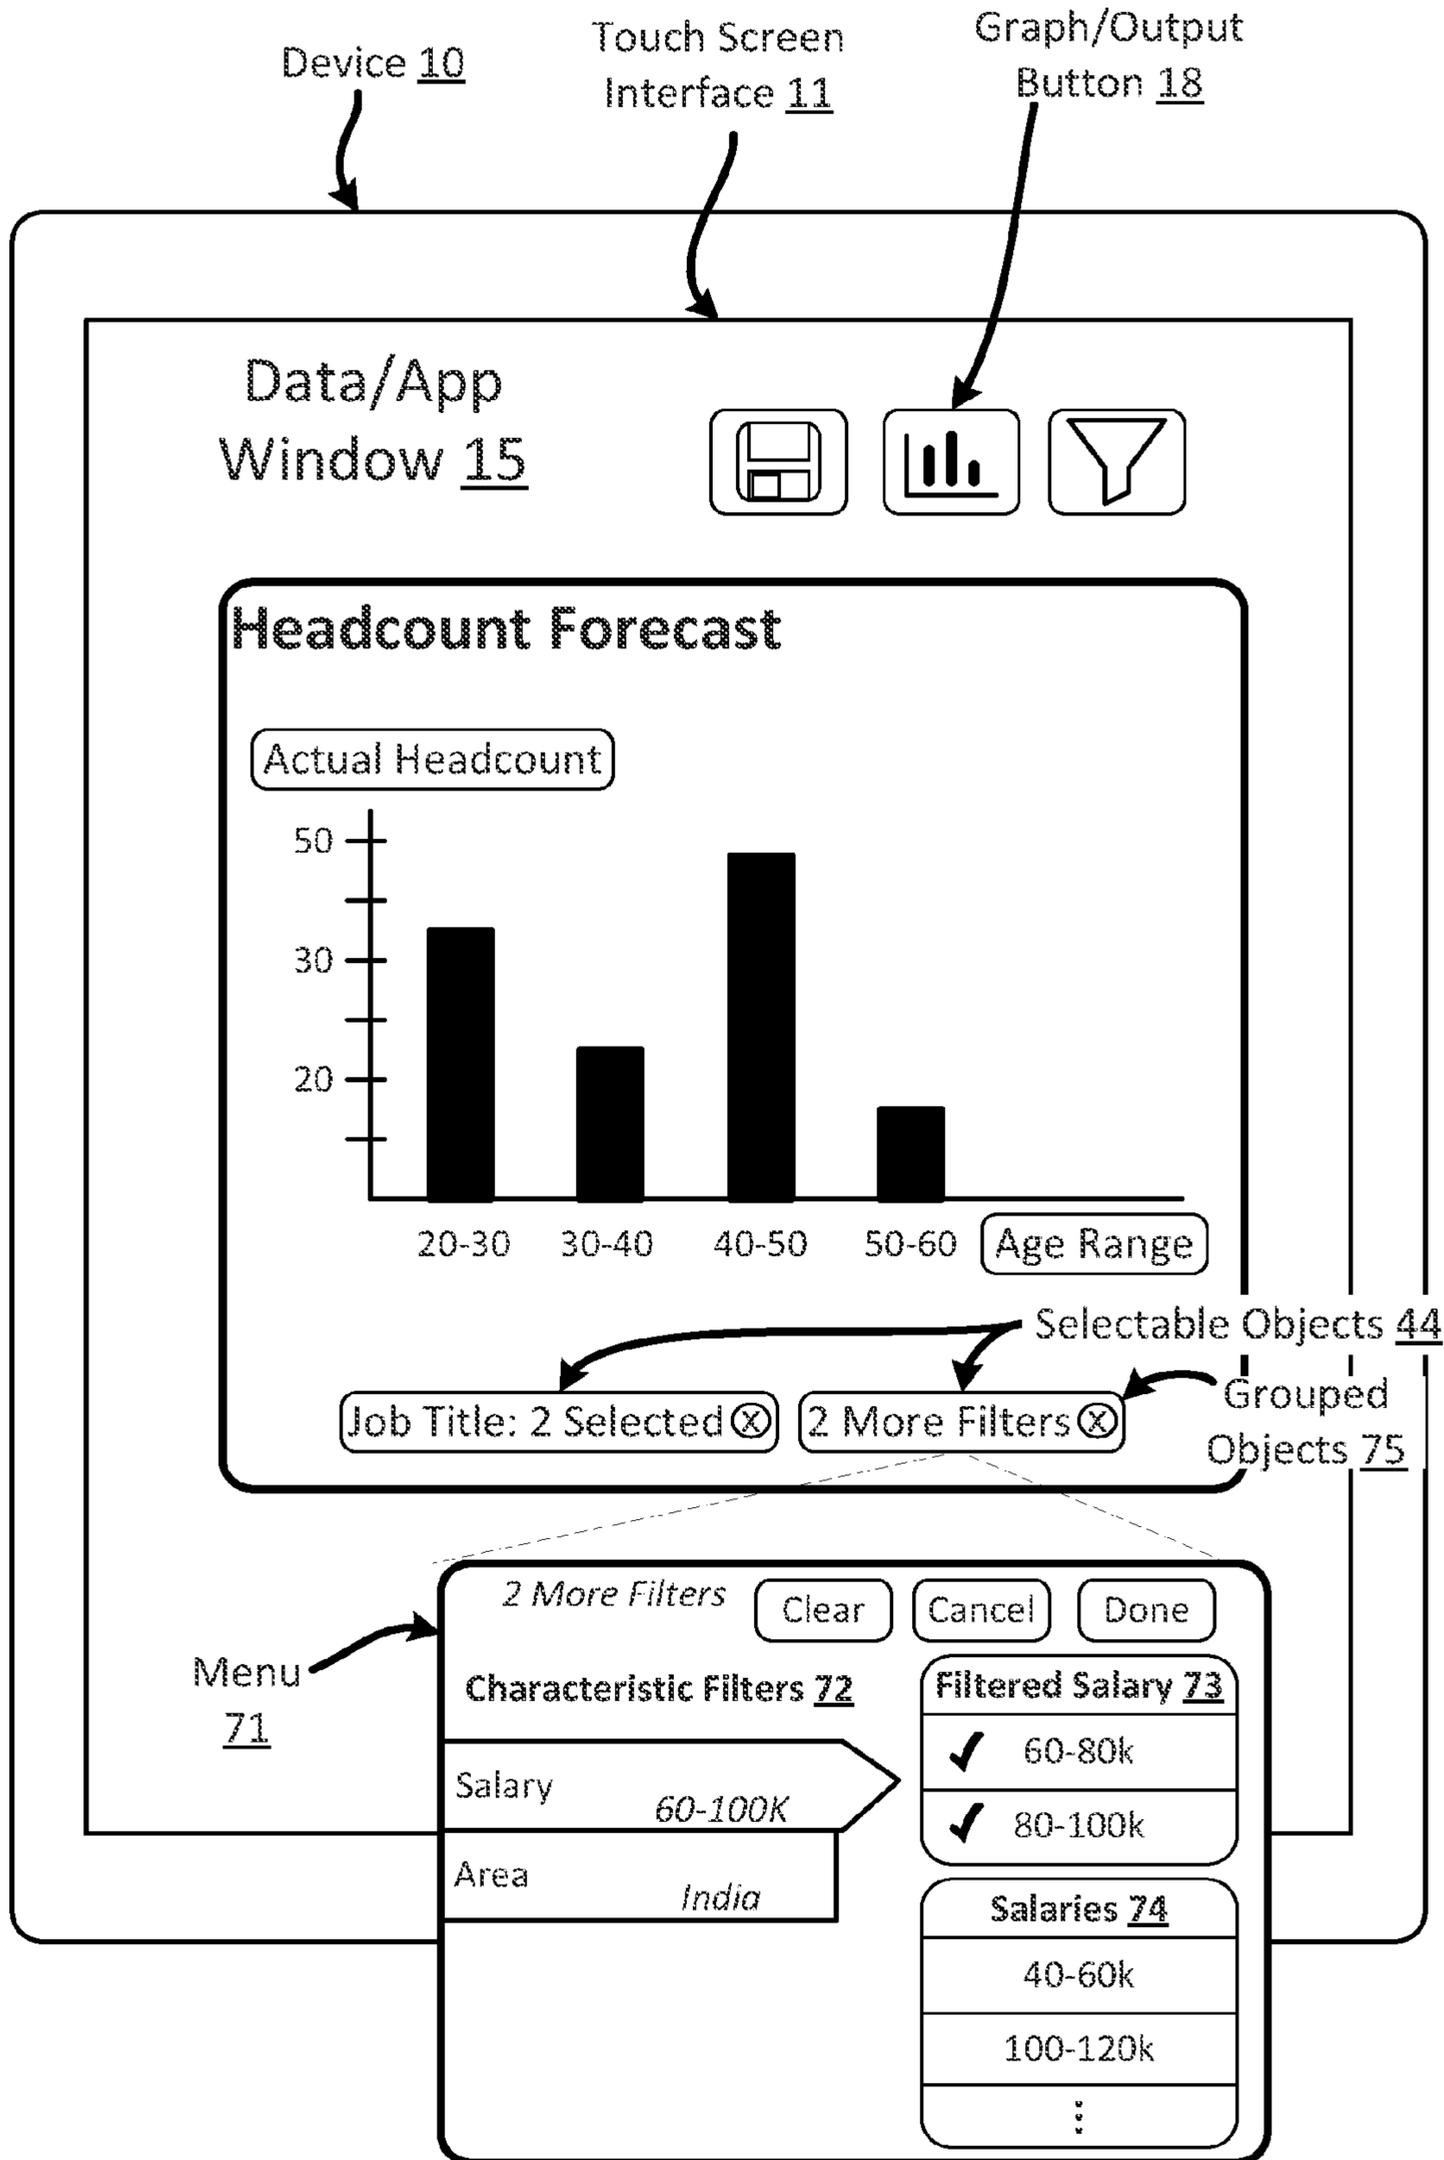 Device 10
Touch Screen
Interface 11
Graph/Output
Button 18
Data/App
Window 15
Headcount Forecast
Actual Headcount
50
30
20
20-30 30-40 40-50 50-60 Age Range
Selectable Objects 44
Job Title: 2 Selected X 2 More Filters X
Grouped
Objects 75
2 More Filters Clear Cancel Done
Menu
71
Characteristic Filters 72
Salary
60-100K
Area
India
Filtered Salary 73
✓ 60-80k
✓ 80-100k
Salaries 74
40-60k
100-120k
⋮